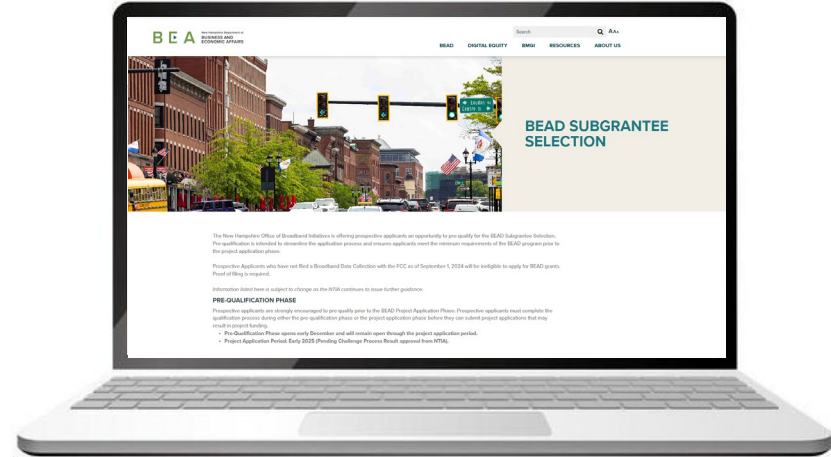 BEA
New Hampshire Department of
BUSINESS AND
ECONOMIC AFFAIRS
Search
AAA
BEAD DIGITAL EQUITY BMGI RESOURCES ABOUT US
Loudon
Centre St
BEAD SUBGRANTEE
SELECTION
The New Hampshire Office of Broadband Initiatives is offering prospective applicants an opportunity to pre-qualify for the BEAD Subgrantee Selection.
Pre-qualification is intended to streamline the application process and ensures applicants meet the minimum requirements of the BEAD program prior to
the project application phase.
Prospective Applicants who have not filed a Broadband Data Collection with the FCC as of September 1, 2024 will be ineligible to apply for BEAD grants.
Proof of filing is required.
Information listed here is subject to change as the NTIA continues to issue further guidance.
PRE-QUALIFICATION PHASE
Prospective applicants are strongly encouraged to pre-qualify prior to the BEAD Project Application Phase. Prospective applicants must complete the
qualification process during either the pre-qualification phase or the project application phase before they can submit project applications that may
result in project funding.
• Pre-Qualification Phase opens early December and will remain open through the project application period.
• Project Application Period: Early 2025 (Pending Challenge Process Result approval from NTIA).